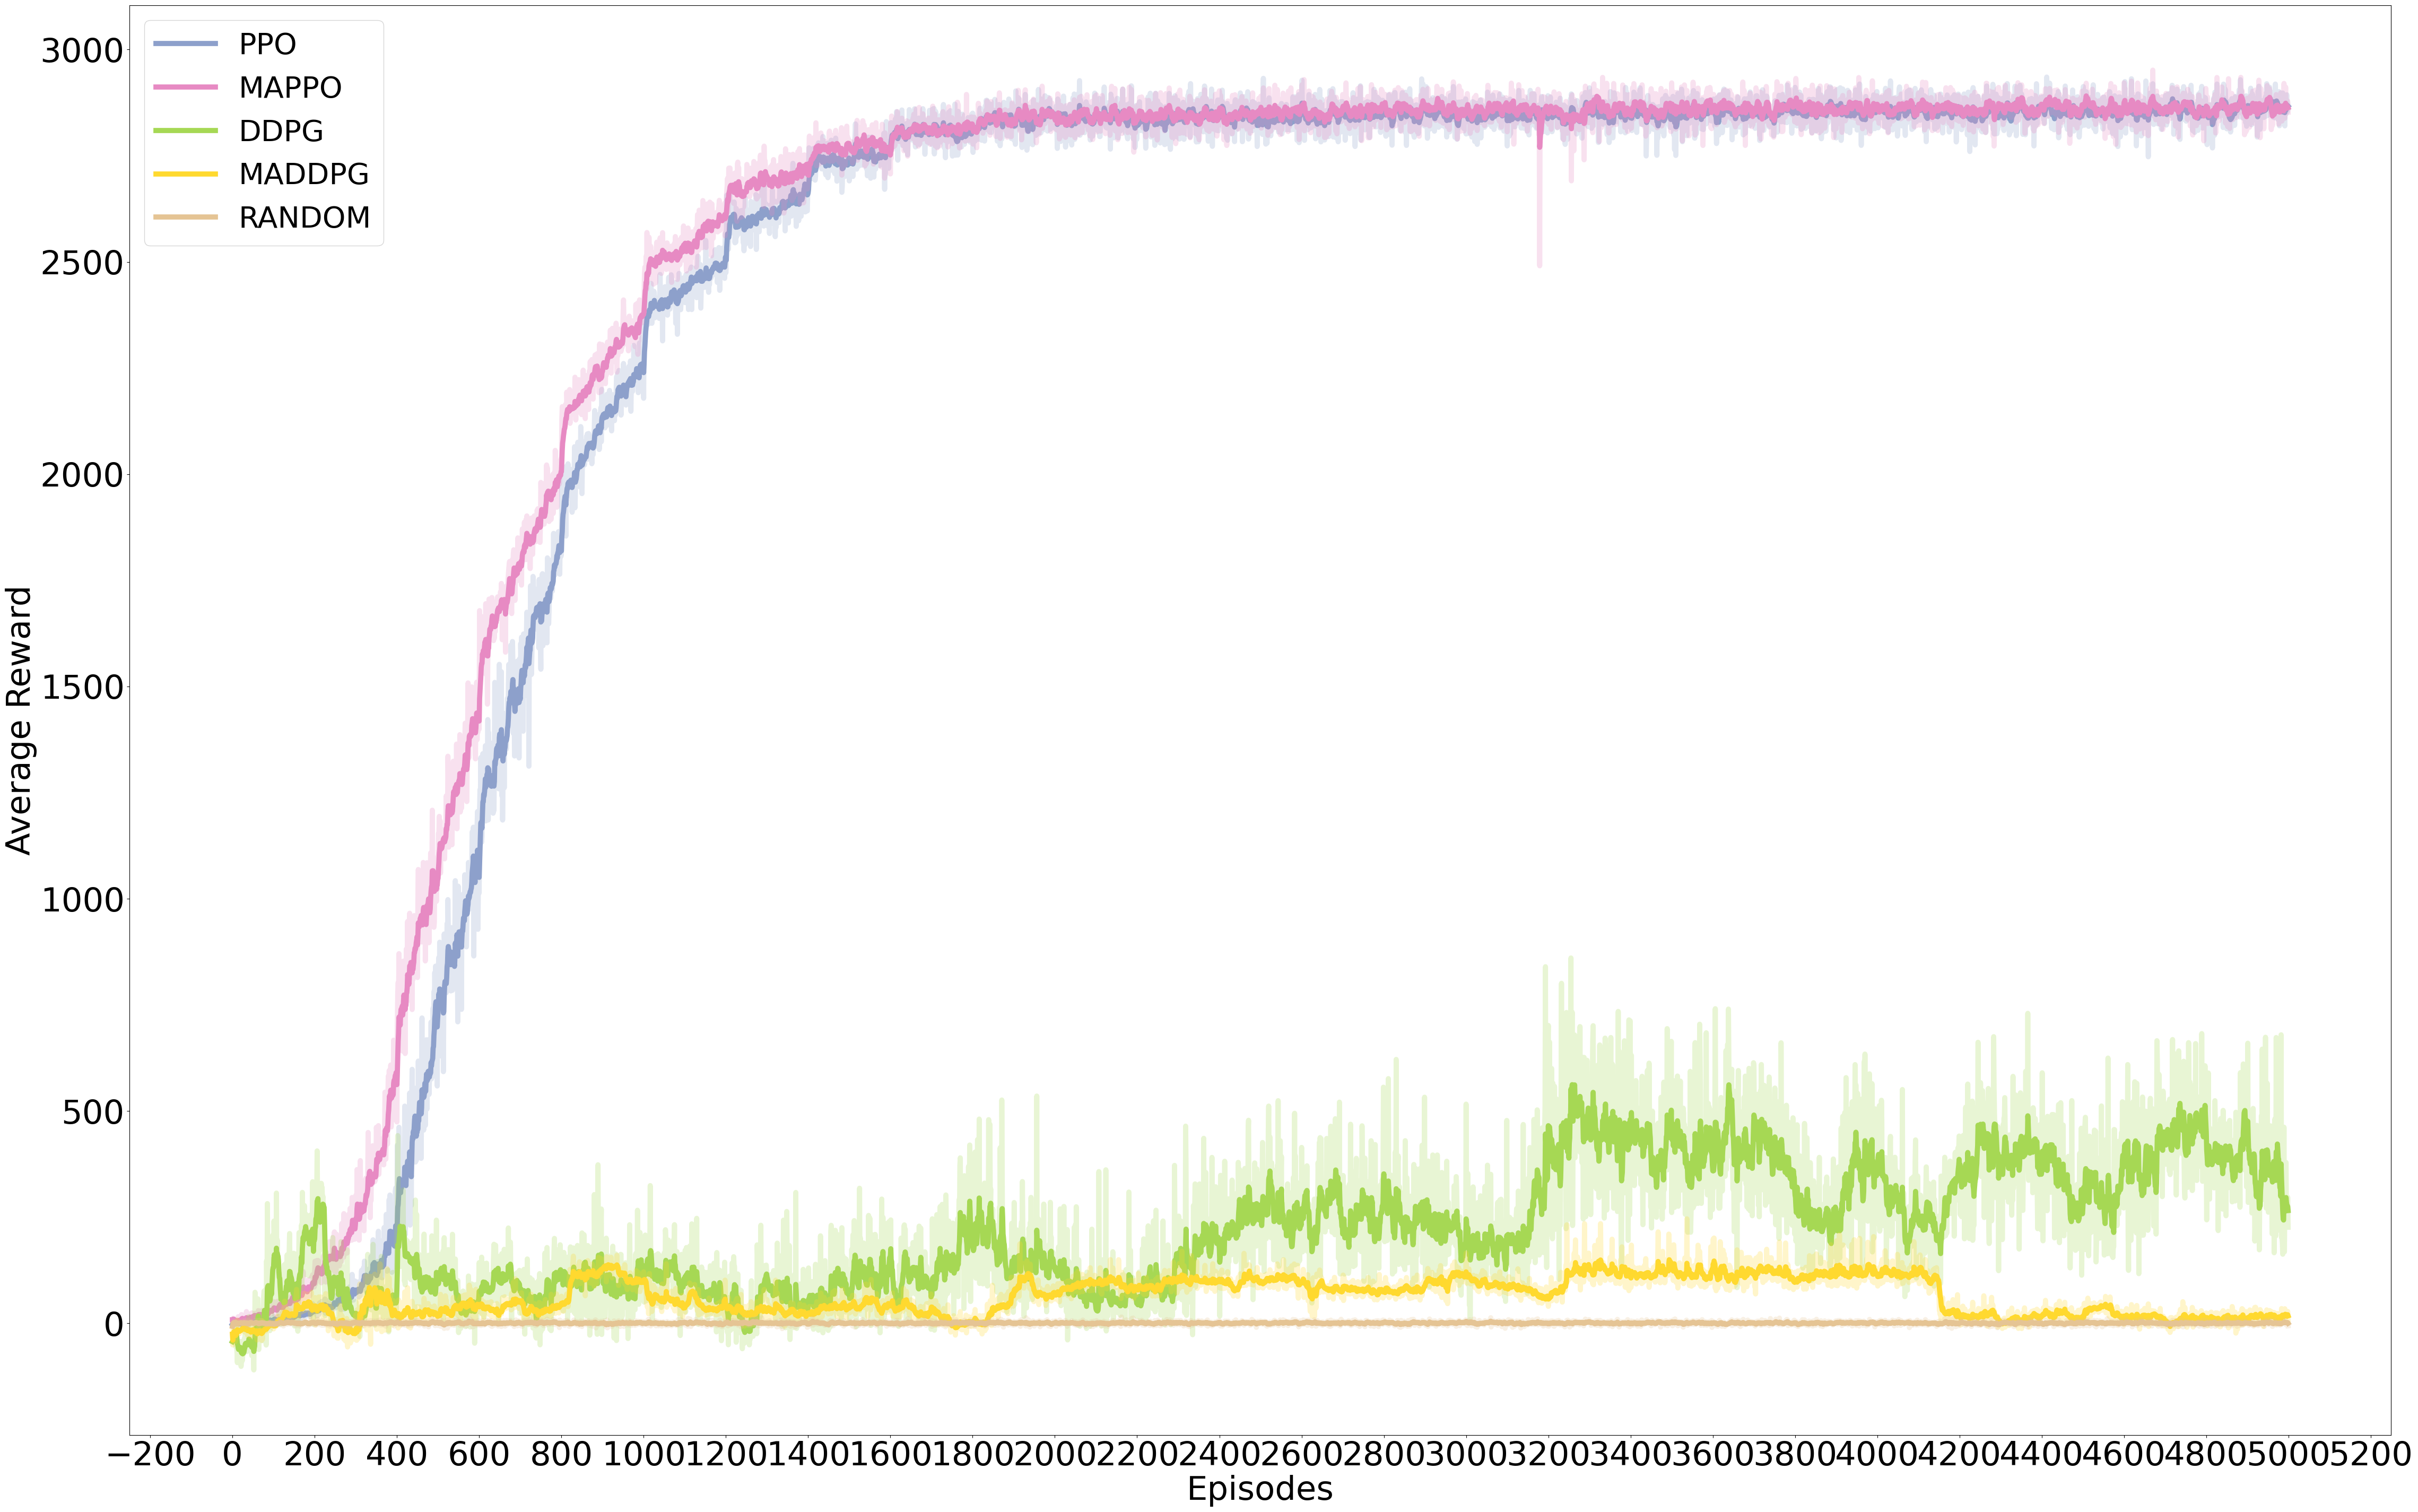 PPO
MAPPO
DDPG
MADDPG
RANDOM
3000
2500
2000
1500
1000
500
0
Average Reward
−200 0 200 400 600 800 1000 1200 1400 1600 1800 2000 2200 2400 2600 2800 3000 3200 3400 3600 3800 4000 4200 4400 4600 4800 5000 5200
Episodes